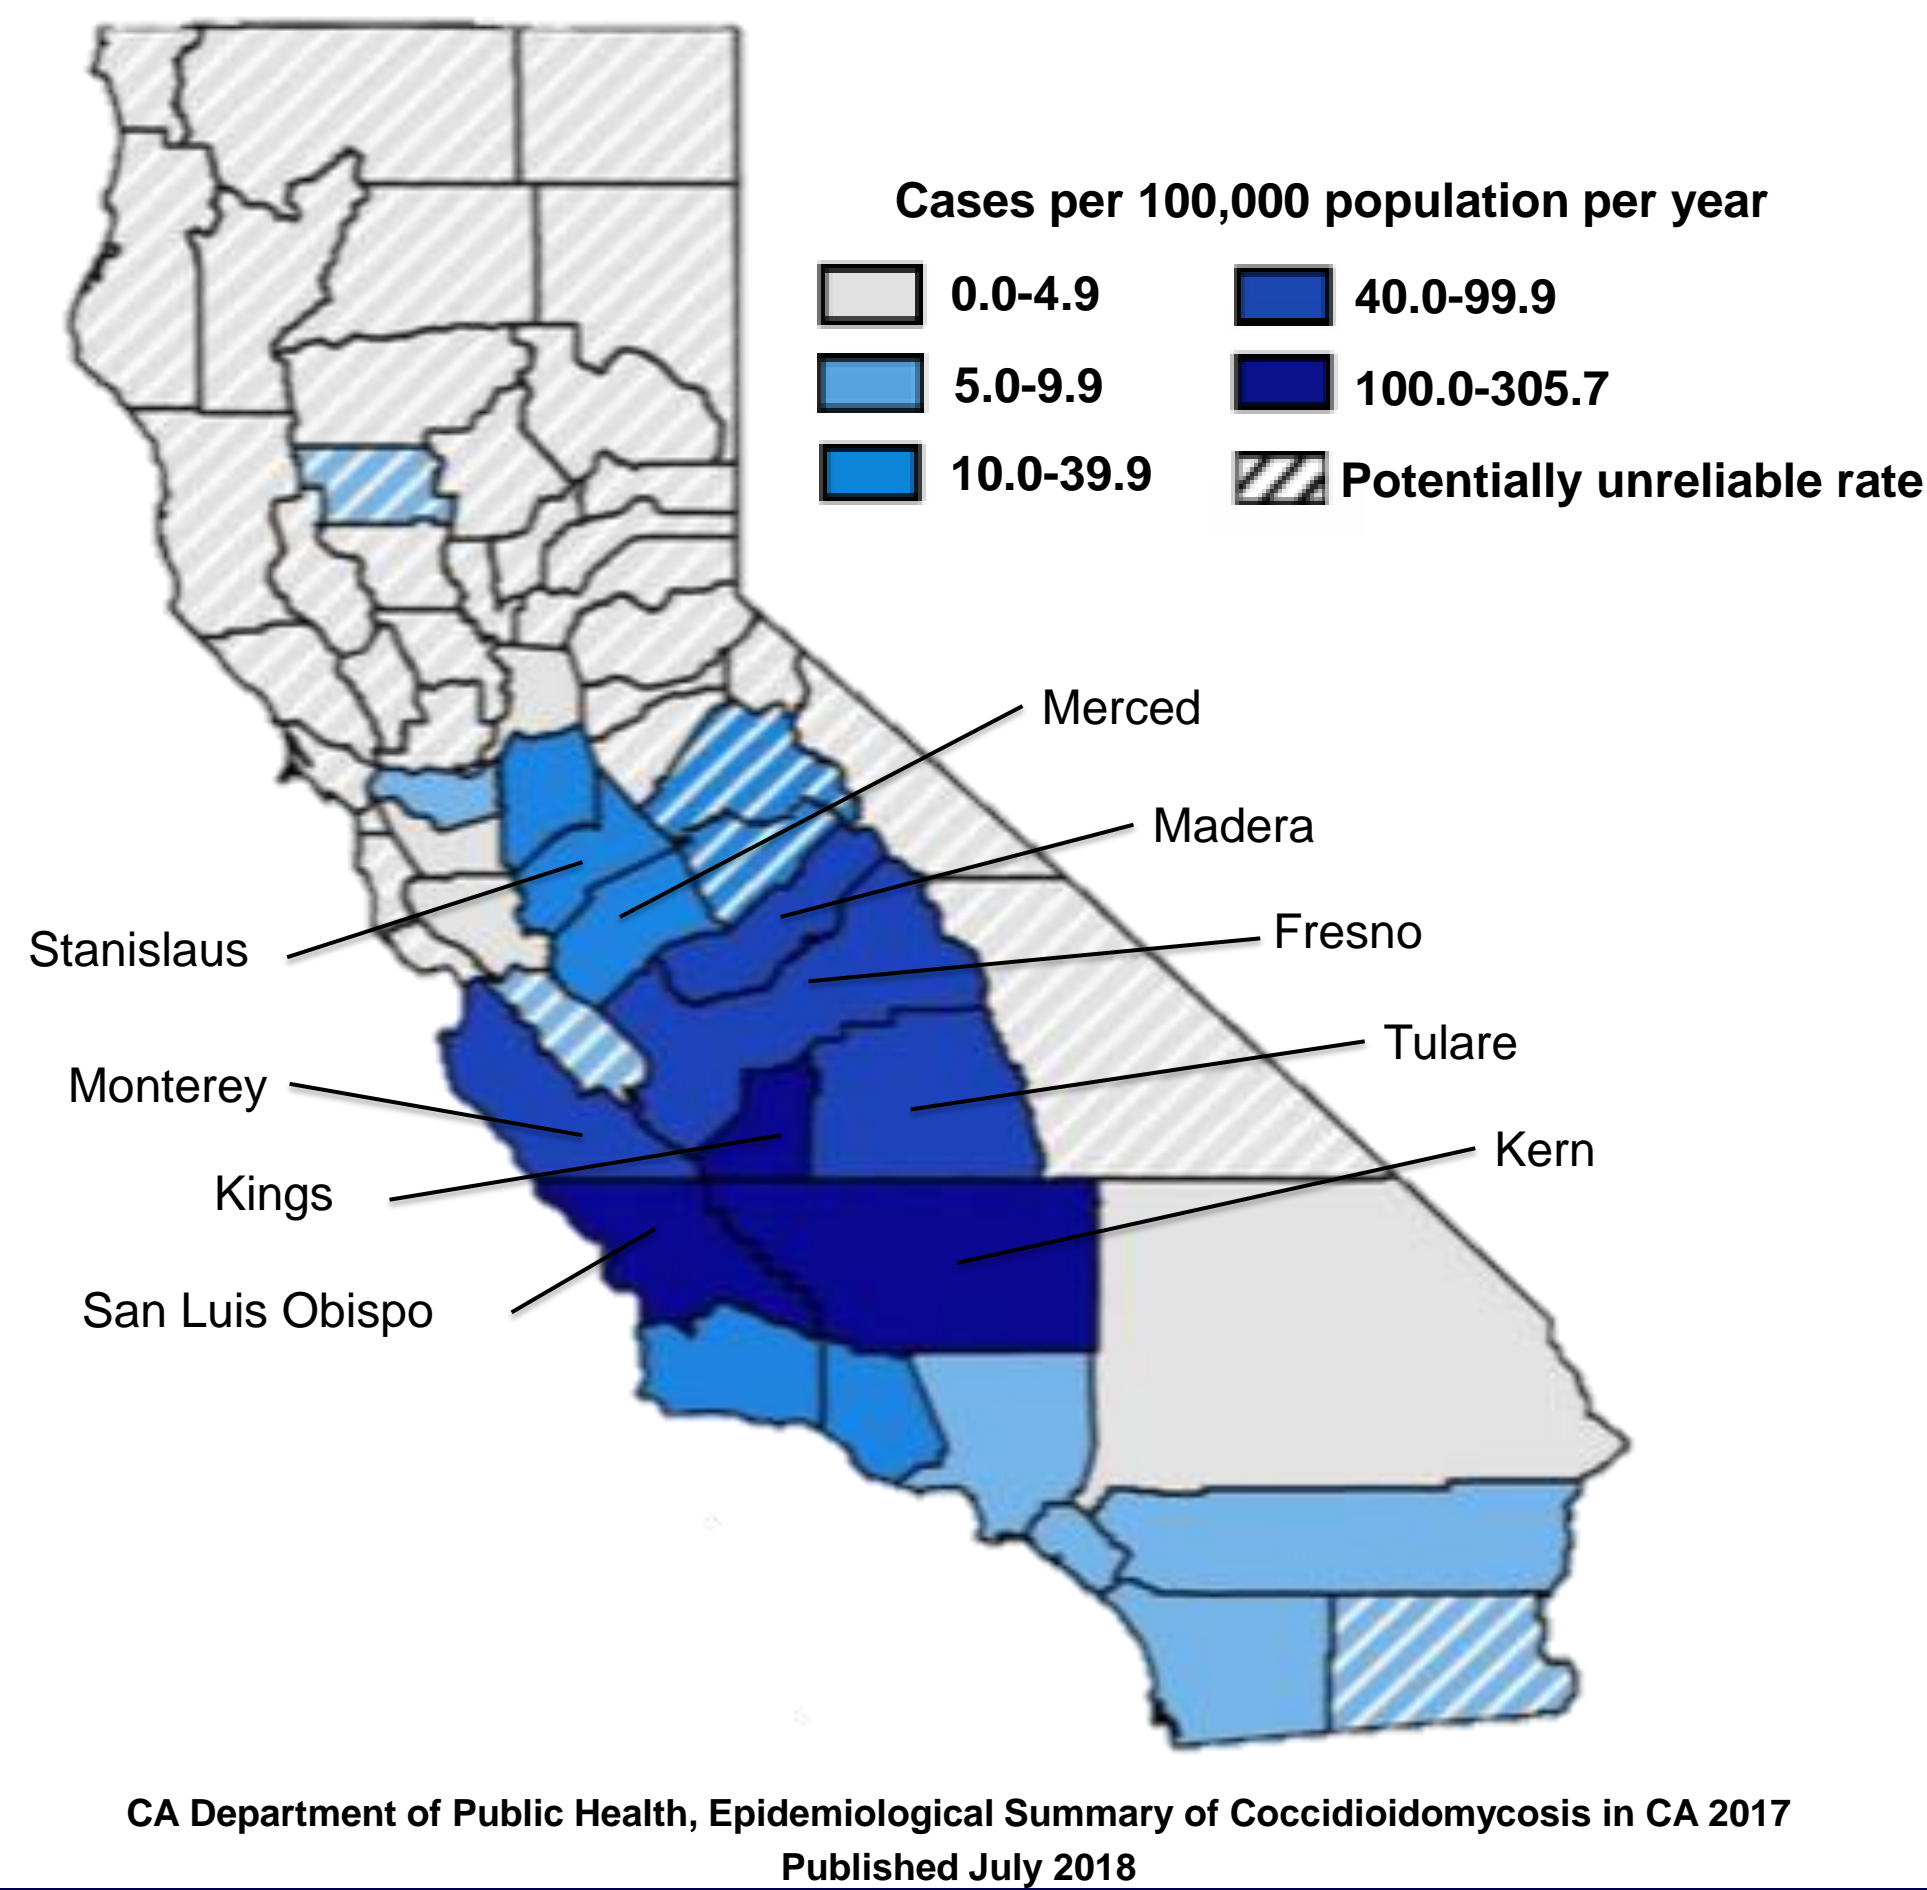 Cases per 100,000 population per year
0.0-4.9
40.0-99.9
5.0-9.9
100.0-305.7
10.0-39.9
Potentially unreliable rate
Merced
Madera
Fresno
Stanislaus
Tulare
Monterey
Kern
Kings
San Luis Obispo
CA Department of Public Health, Epidemiological Summary of Coccidioidomycosis in CA 2017
Published July 2018